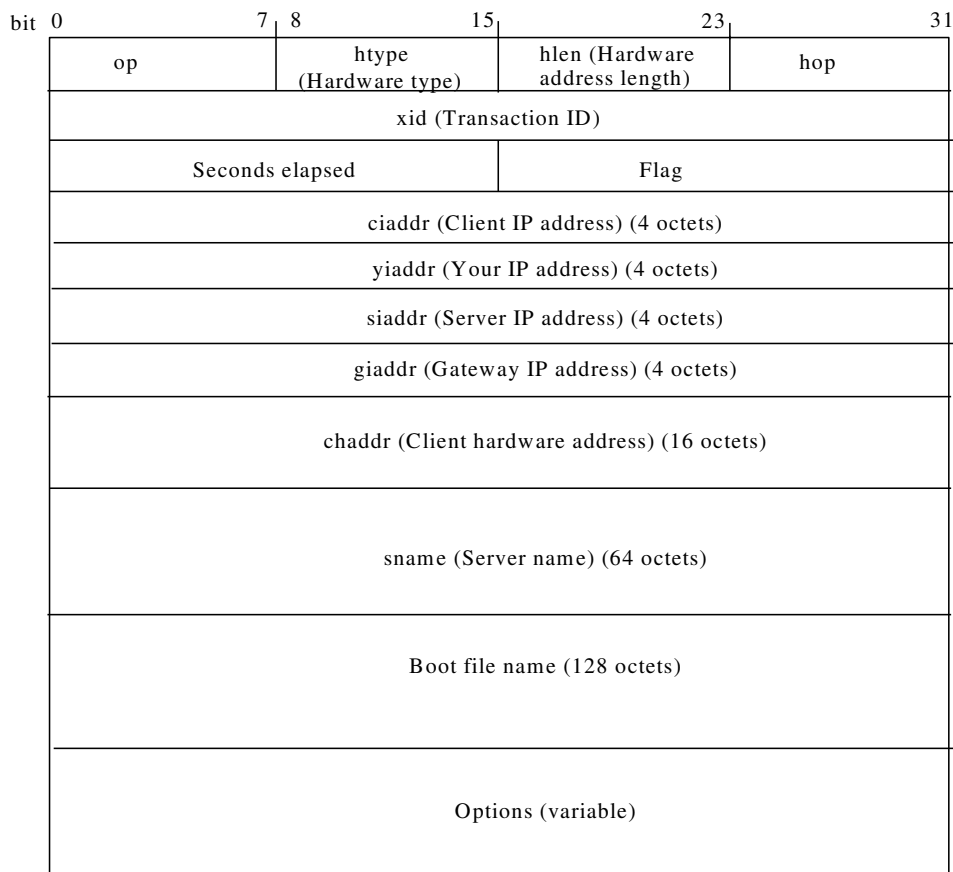 bit 0 7 8 15 23 31
op htype hlen (Hardware hop
(Hardware type) address length)
xid (Transaction ID)
Seconds elapsed Flag
ciaddr (Client IP address) (4 octets)
yiaddr (Your IP address) (4 octets)
siaddr (Server IP address) (4 octets)
giaddr (Gateway IP address) (4 octets)
chaddr (Client hardware address) (16 octets)
sname (Server name) (64 octets)
Boot file name (128 octets)
Options (variable)